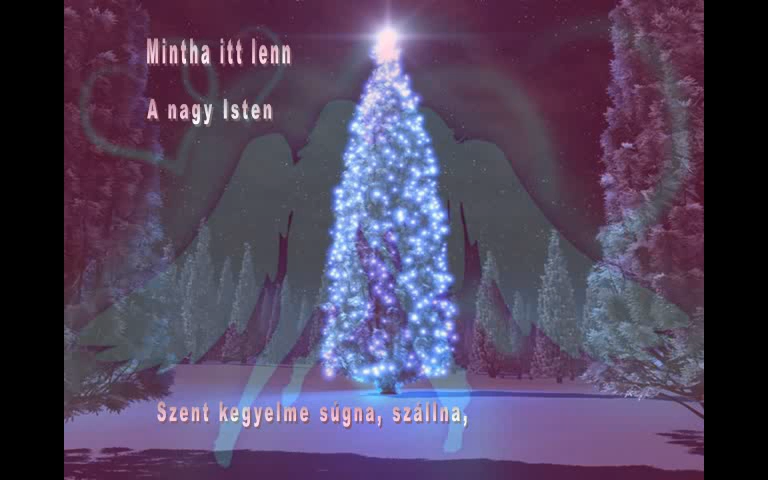 Mintha itt lenn
A nagy Isten
Szent kegyelme súgna, szállna,